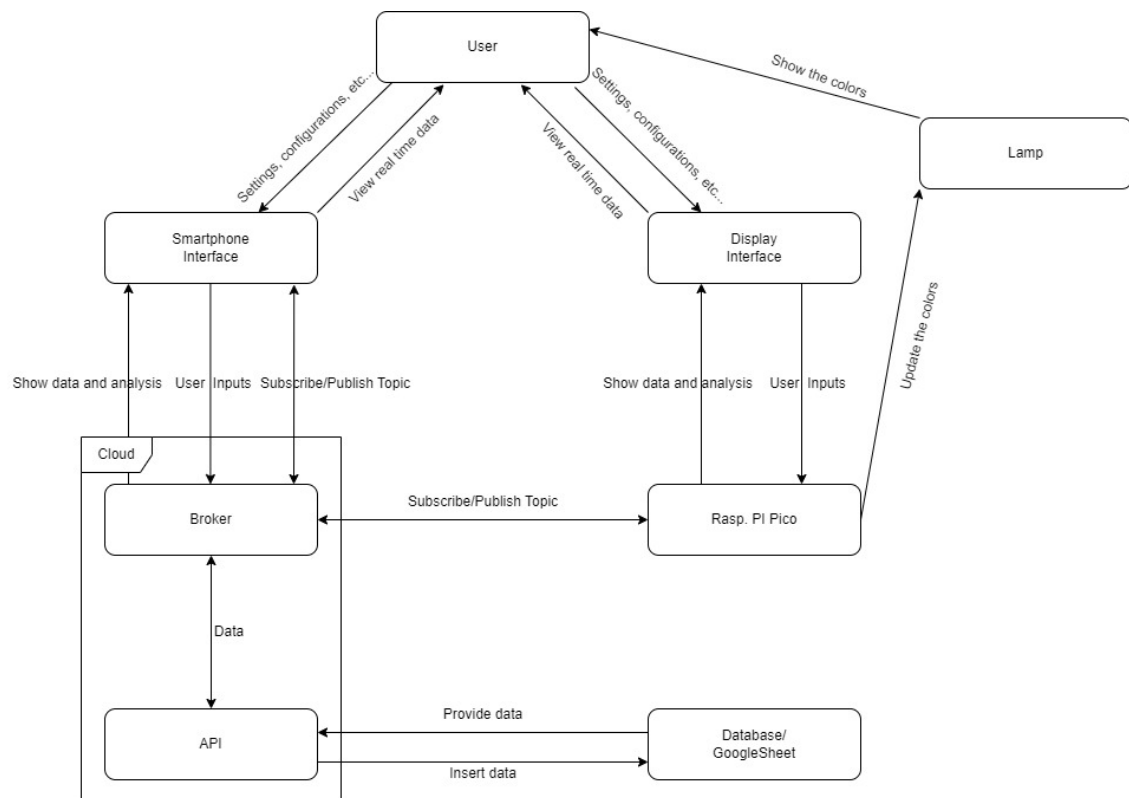 User
Show the colors
Settings, configurations, etc...
View real time data
View real time data
Settings, configurations, etc...
Lamp
Smartphone
Interface
Display
Interface
Update the colors
Show data and analysis
User Inputs
Subscribe/Publish Topic
Show data and analysis
User Inputs
Cloud
Broker
Subscribe/Publish Topic
Rasp. PI Pico
Data
API
Provide data
Insert data
Database/
GoogleSheet